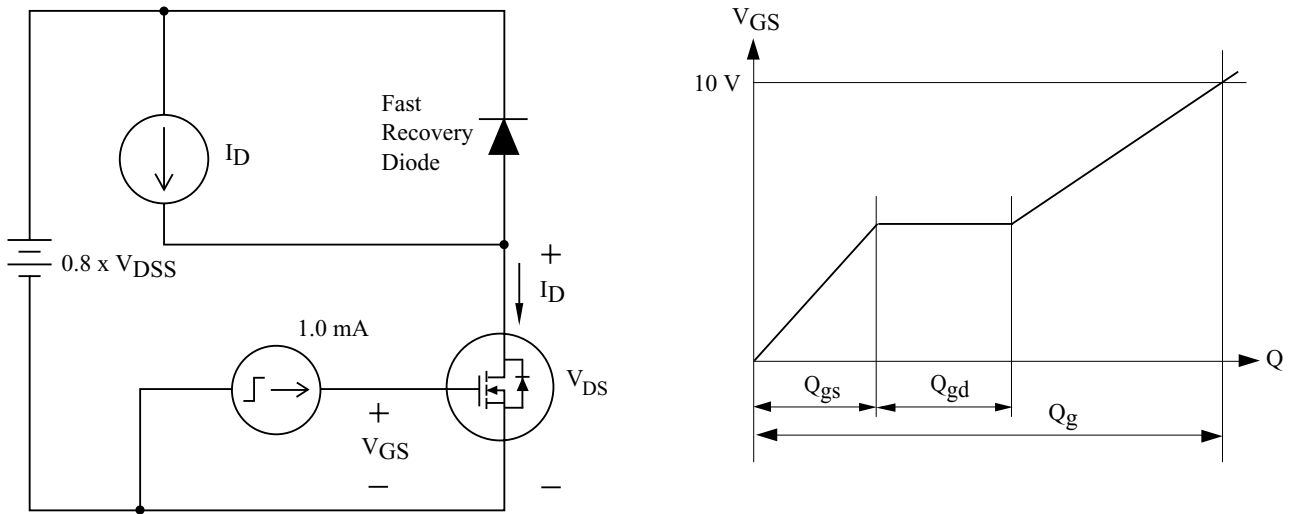 I_D
Fast
Recovery
Diode
0.8 x V_DSS
+
I_D
1.0 mA
V_DS
+
V_GS
−
−
V_GS
10 V
Q
Q_gs
Q_gd
Q_g